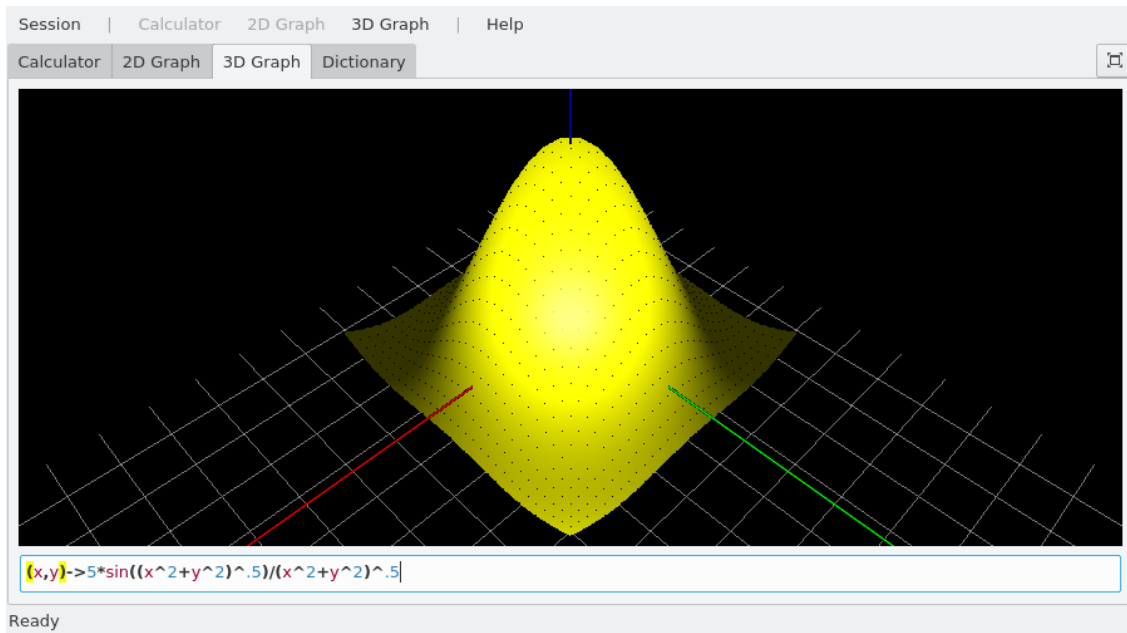 Session | Calculator 2D Graph 3D Graph | Help
Calculator 2D Graph 3D Graph Dictionary
(x,y)->5*sin((x^2+y^2)^.5)/(x^2+y^2)^.5
Ready